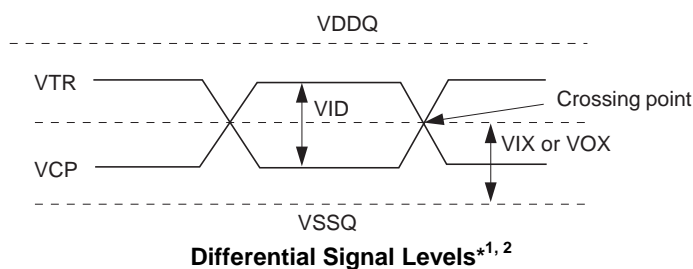 VDDQ
VTR
VID
Crossing point
VIX or VOX
VCP
VSSQ
Differential Signal Levels*1, 2